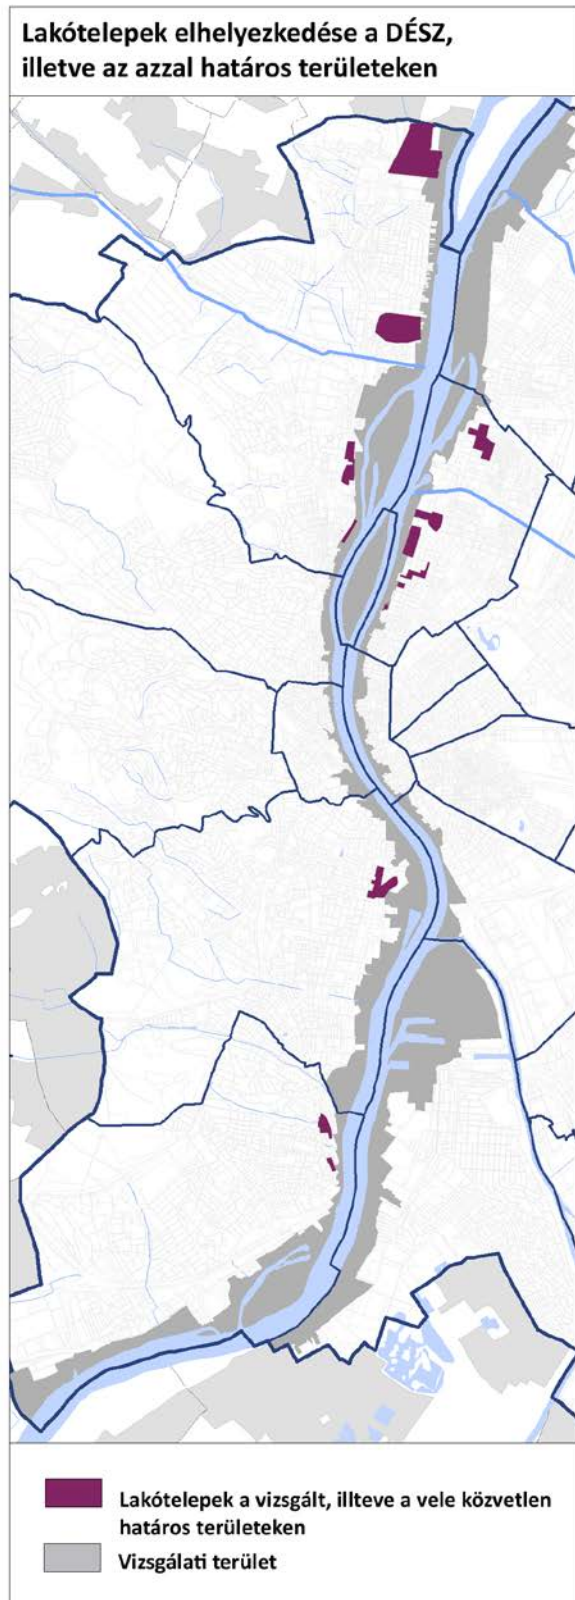 Lakótelepek elhelyezkedése a DÉSZ,
illetve az azzal határos területeken
Lakótelepek a vizsgált, illteve a vele közvetlen
határos területeken
Vizsgálati terület